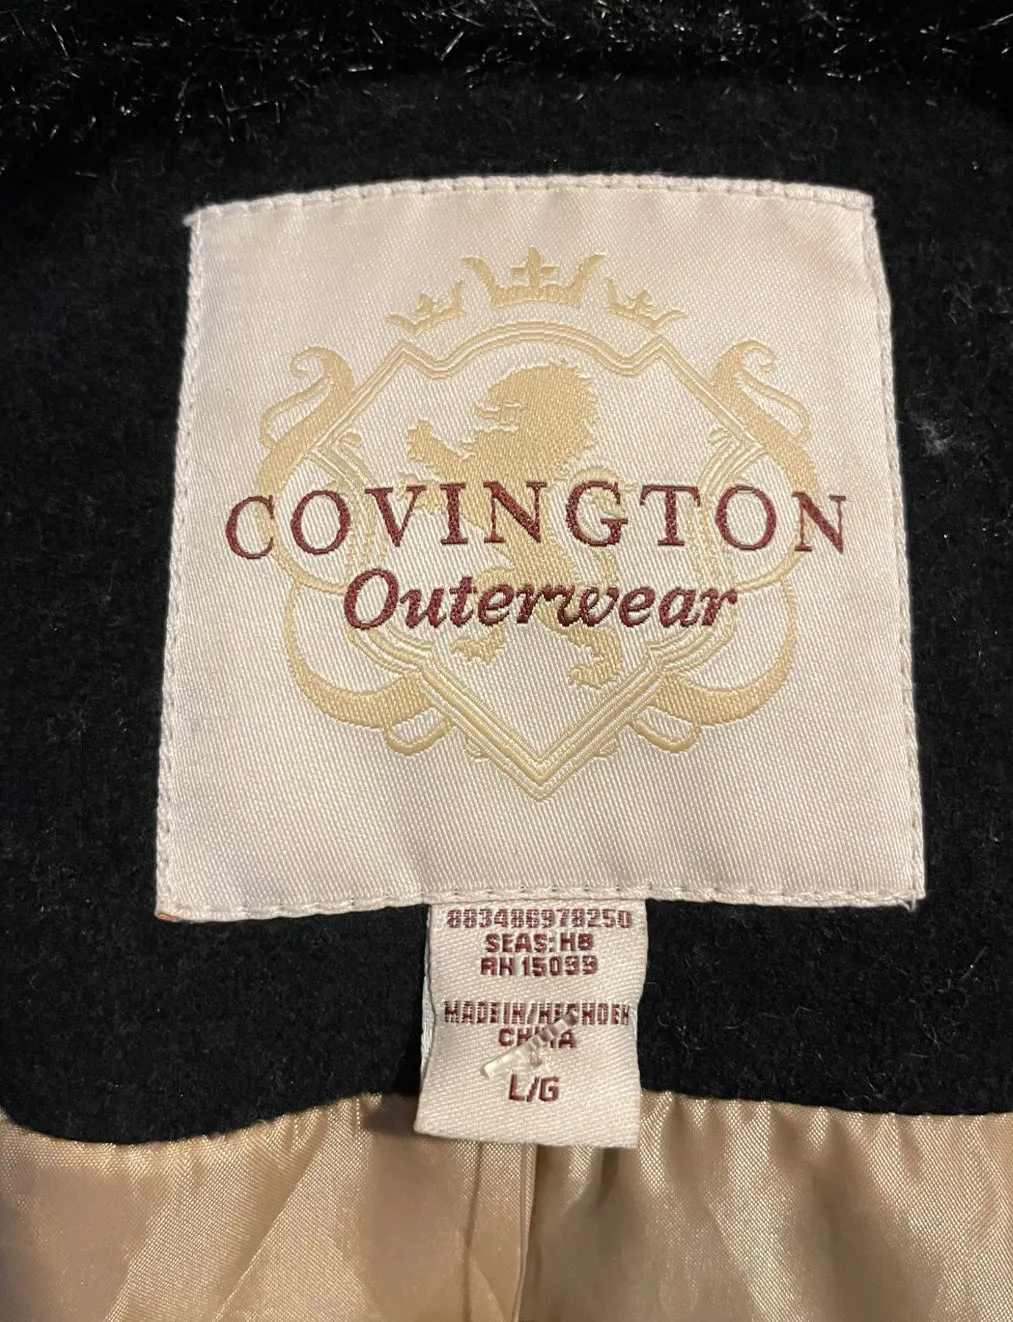 COVINGTON
Outerwear
883486978250
SEAS:HB
RN 15099
MADE IN/HECHO EN
CHINA
L/G